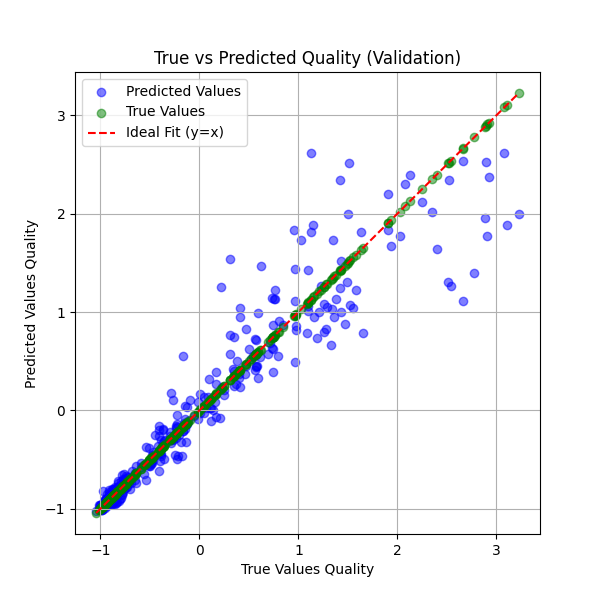 True vs Predicted Quality (Validation)
Predicted Values
True Values
Ideal Fit (y=x)
Predicted Values Quality
3
2
1
0
−1
−1 0 1 2 3
True Values Quality